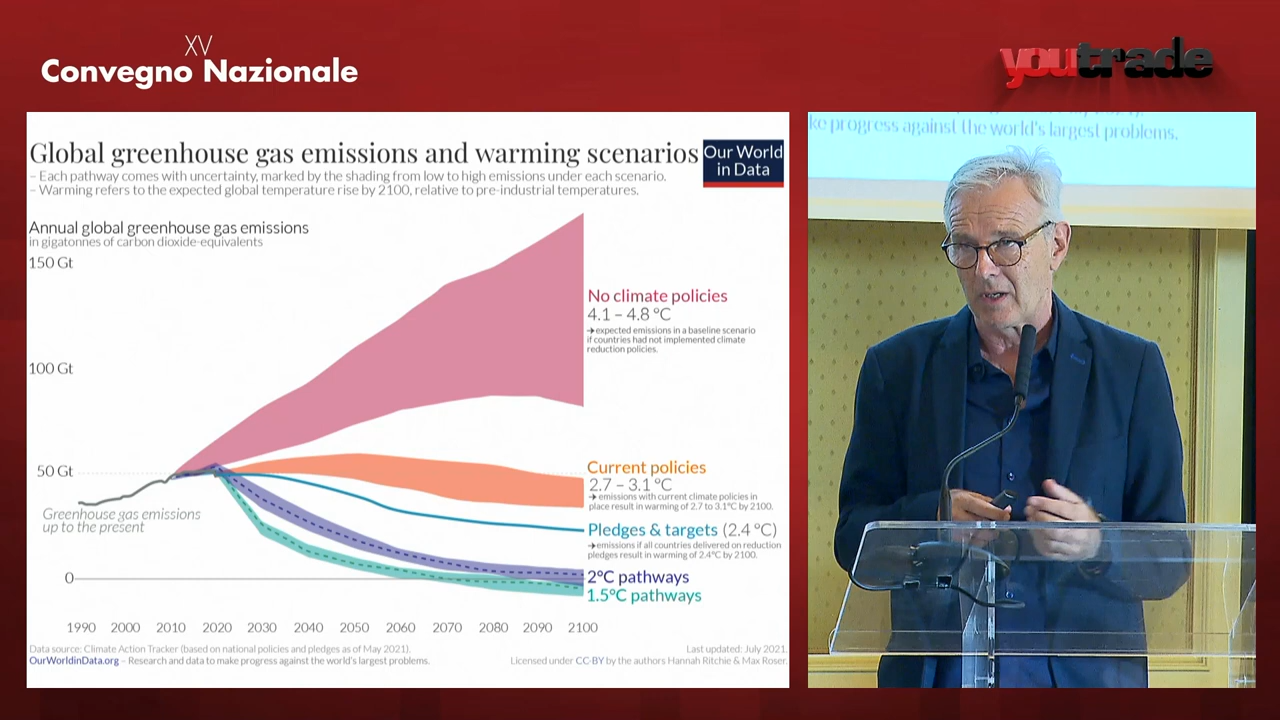 XV
Convegno Nazionale
youtrade
Global greenhouse gas emissions and warming scenarios
Our World
in Data
– Each pathway comes with uncertainty, marked by the shading from low to high emissions under each scenario.
– Warming refers to the expected global temperature rise by 2100, relative to pre-industrial temperatures.
Annual global greenhouse gas emissions
in gigatonnes of carbon dioxide-equivalents
150 Gt
100 Gt
50 Gt
0
Greenhouse gas emissions
up to the present
No climate policies
4.1 – 4.8 °C
➔expected emissions in a baseline scenario
if countries had not implemented climate
reduction policies.
Current policies
2.7 – 3.1 °C
➔ emissions with current climate policies in
place result in warming of 2.7 to 3.1°C by 2100.
Pledges & targets (2.4 °C)
➔emissions if all countries delivered on reduction
pledges result in warming of 2.4°C by 2100.
2°C pathways
1.5°C pathways
1990 2000 2010 2020 2030 2040 2050 2060 2070 2080 2090 2100
Data source: Climate Action Tracker (based on national policies and pledges as of May 2021).
OurWorldinData.org – Research and data to make progress against the world's largest problems.
Last updated: July 2021.
Licensed under CC-BY by the authors Hannah Ritchie & Max Roser.
ke progress against the world's largest problems.